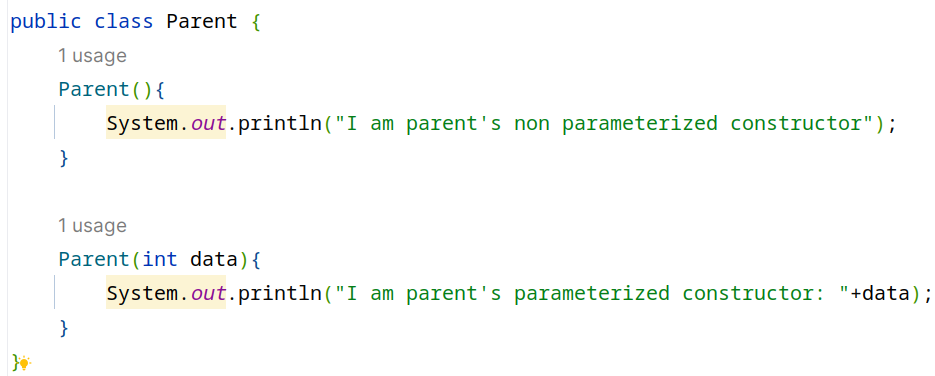 public class Parent {
1 usage
Parent(){
System.out.println("I am parent's non parameterized constructor");
}
1 usage
Parent(int data){
System.out.println("I am parent's parameterized constructor: "+data);
}
}